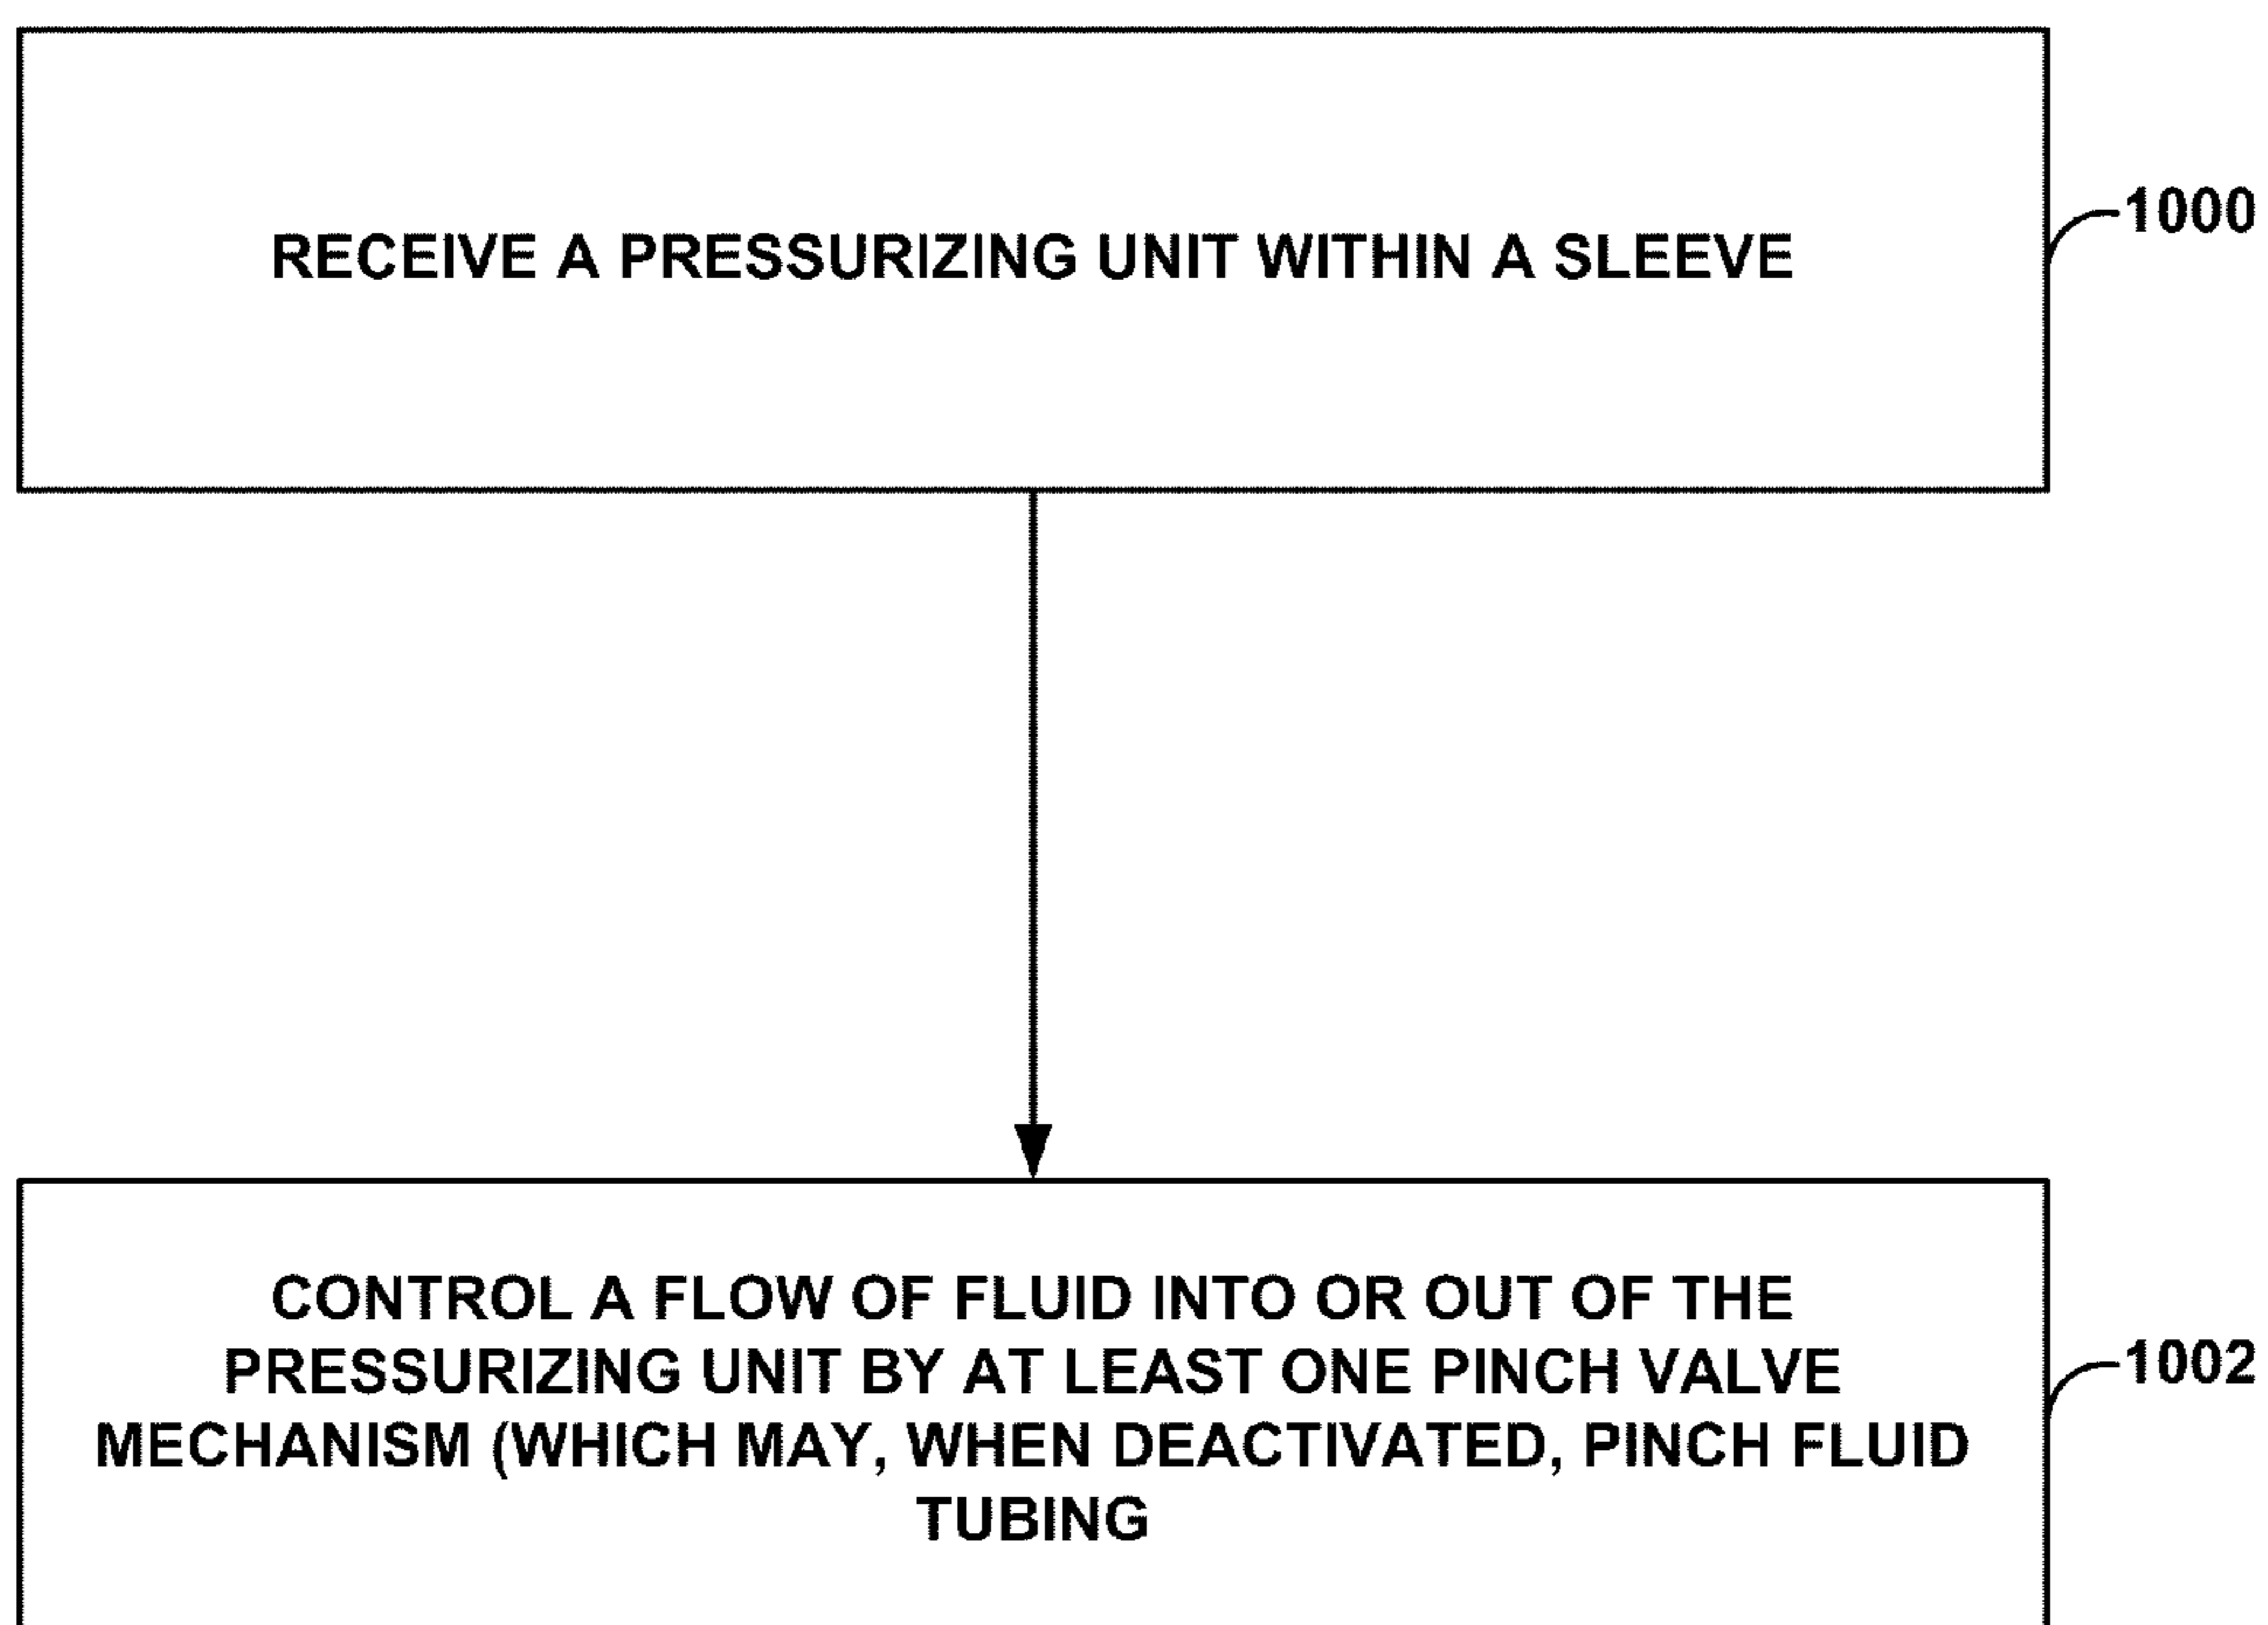 RECEIVE A PRESSURIZING UNIT WITHIN A SLEEVE
1000
CONTROL A FLOW OF FLUID INTO OR OUT OF THE
PRESSURIZING UNIT BY AT LEAST ONE PINCH VALVE
MECHANISM (WHICH MAY, WHEN DEACTIVATED, PINCH FLUID
TUBING
1002